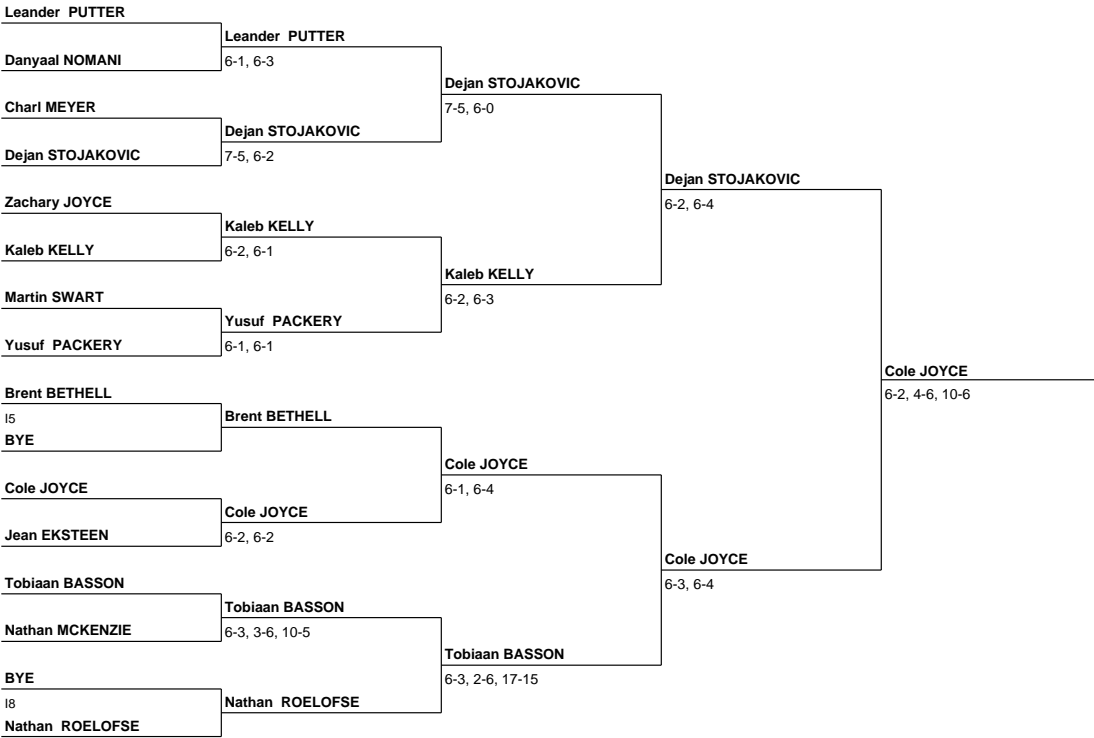 Leander PUTTER
Danyaal NOMANI
Charl MEYER
Dejan STOJAKOVIC
Zachary JOYCE
Kaleb KELLY
Martin SWART
Yusuf PACKERY
Brent BETHELL
I5
BYE
Cole JOYCE
Jean EKSTEEN
Tobiaan BASSON
Nathan MCKENZIE
BYE
I8
Nathan ROELOFSE
Leander PUTTER
6-1, 6-3
Dejan STOJAKOVIC
7-5, 6-2
Kaleb KELLY
6-2, 6-1
Yusuf PACKERY
6-1, 6-1
Brent BETHELL
Cole JOYCE
6-2, 6-2
Tobiaan BASSON
6-3, 3-6, 10-5
Nathan ROELOFSE
Dejan STOJAKOVIC
7-5, 6-0
Kaleb KELLY
6-2, 6-3
Cole JOYCE
6-1, 6-4
Tobiaan BASSON
6-3, 2-6, 17-15
Dejan STOJAKOVIC
6-2, 6-4
Cole JOYCE
6-3, 6-4
Cole JOYCE
6-2, 4-6, 10-6